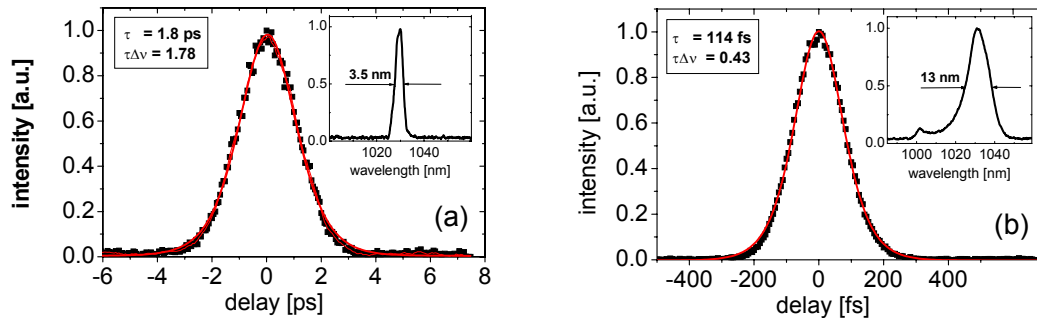 τ = 1.8 ps
τΔν = 1.78
3.5 nm
1.0
0.5
0.0
1020 1040
wavelength [nm]
1.0
0.8
0.6
0.4
0.2
0.0
intensity [a.u.]
(a)
-6 -4 -2 0 2 4 6 8
delay [ps]
τ = 114 fs
τΔν = 0.43
13 nm
1.0
0.5
0.0
1000 1020 1040
wavelength [nm]
1.0
0.8
0.6
0.4
0.2
0.0
intensity [a.u.]
(b)
-400 -200 0 200 400
delay [fs]